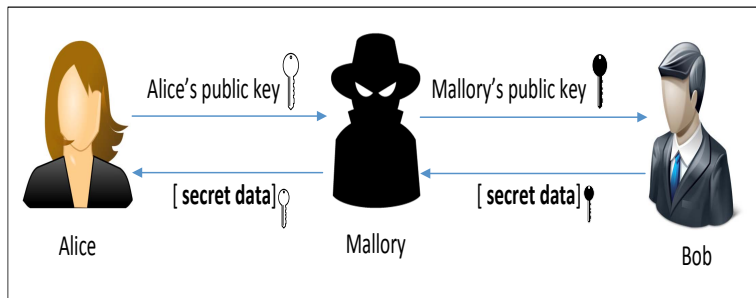 Alice's public key
Mallory's public key
[ secret data]
[ secret data]
Alice
Mallory
Bob